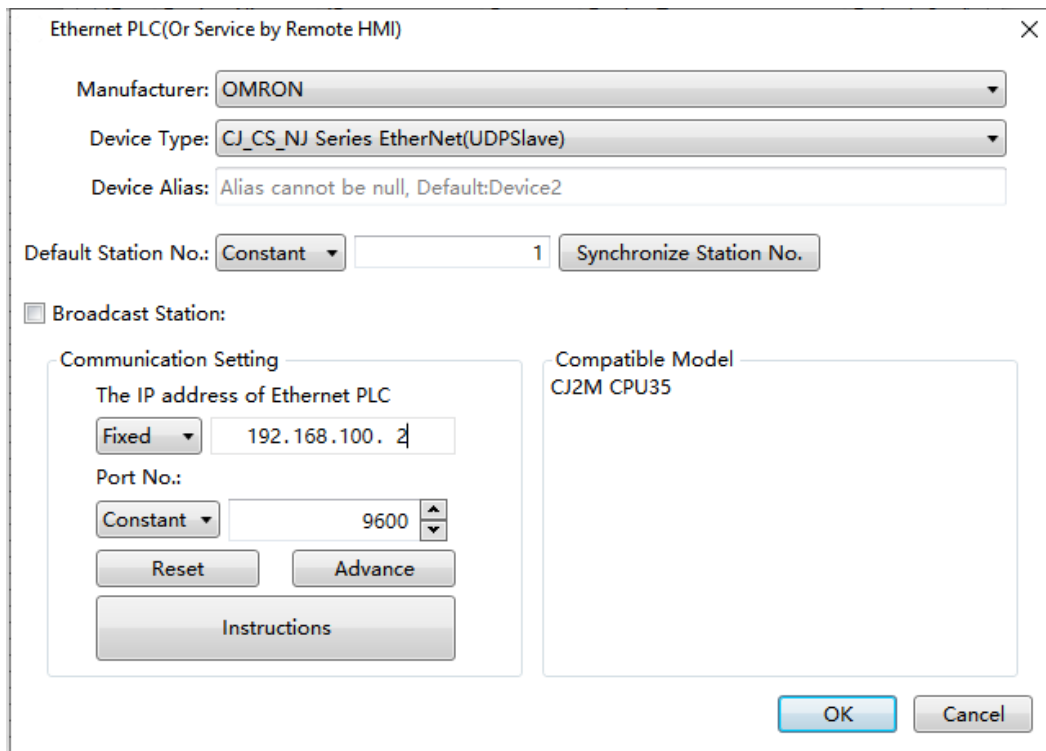 Ethernet PLC(Or Service by Remote HMI)
Manufacturer: OMRON
Device Type: CJ_CS_NJ Series EtherNet(UDPSlave)
Device Alias: Alias cannot be null, Default:Device2
Default Station No.: Constant 1 Synchronize Station No.
Broadcast Station:
Communication Setting
The IP address of Ethernet PLC
Fixed 192.168.100. 2
Port No.:
Constant 9600
Reset Advance
Instructions
Compatible Model
CJ2M CPU35
OK Cancel